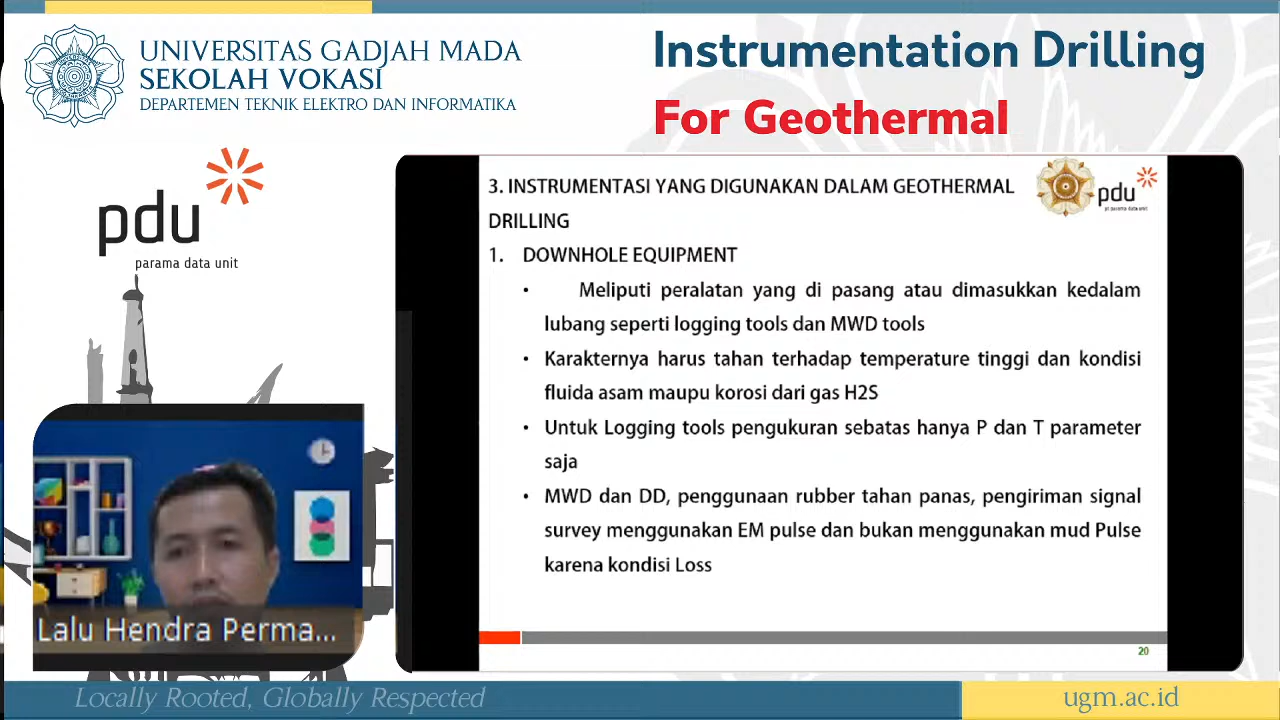 UNIVERSITAS GADJAH MADA
SEKOLAH VOKASI
DEPARTEMEN TEKNIK ELEKTRO DAN INFORMATIKA
Instrumentation Drilling
For Geothermal
pdu
parama data unit
3. INSTRUMENTASI YANG DIGUNAKAN DALAM GEOTHERMAL
DRILLING
pdu
pt parama data unit
1. DOWNHOLE EQUIPMENT
• Meliputi peralatan yang di pasang atau dimasukkan kedalam
lubang seperti logging tools dan MWD tools
• Karakternya harus tahan terhadap temperature tinggi dan kondisi
fluida asam maupu korosi dari gas H2S
• Untuk Logging tools pengukuran sebatas hanya P dan T parameter
saja
• MWD dan DD, penggunaan rubber tahan panas, pengiriman signal
survey menggunakan EM pulse dan bukan menggunakan mud Pulse
karena kondisi Loss
20
Lalu Hendra Perma...
Locally Rooted, Globally Respected
ugm.ac.id